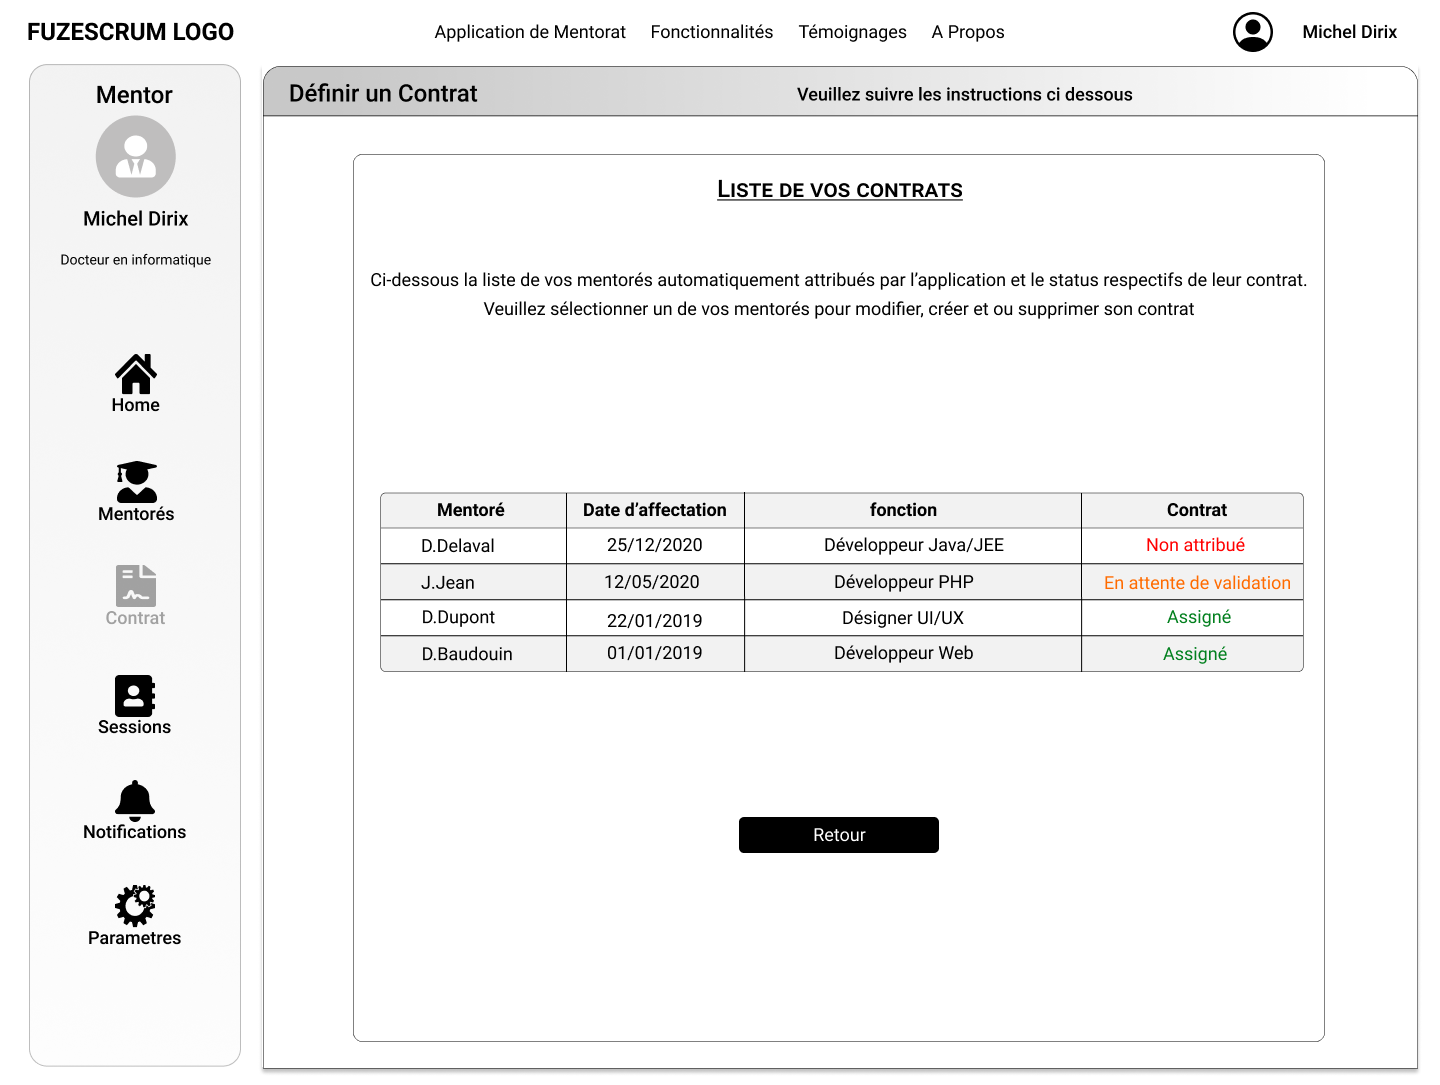 FUZESCRUM LOGO
Application de Mentorat
Fonctionnalités
Témoignages
A Propos
Michel Dirix
Mentor
Michel Dirix
Docteur en informatique
Home
Mentorés
Contrat
Sessions
Notifications
Parametres
Définir un Contrat
Veuillez suivre les instructions ci dessous
Liste de vos contrats
Ci-dessous la liste de vos mentorés automatiquement attribués par l’application et le status respectifs de leur contrat.
Veuillez sélectionner un de vos mentorés pour modifier, créer et ou supprimer son contrat
Mentoré Date d’affectation fonction Contrat
D.Delaval 25/12/2020 Développeur Java/JEE Non attribué
J.Jean 12/05/2020 Développeur PHP En attente de validation
D.Dupont 22/01/2019 Désigner UI/UX Assigné
D.Baudouin 01/01/2019 Développeur Web Assigné
Retour